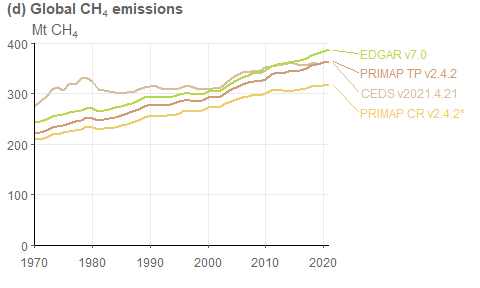 (d) Global CH₄ emissions
Mt CH₄
400
300
200
100
0
1970 1980 1990 2000 2010 2020
EDGAR v7.0
PRIMAP TP v2.4.2
CEDS v2021.4.21
PRIMAP CR v2.4.2*